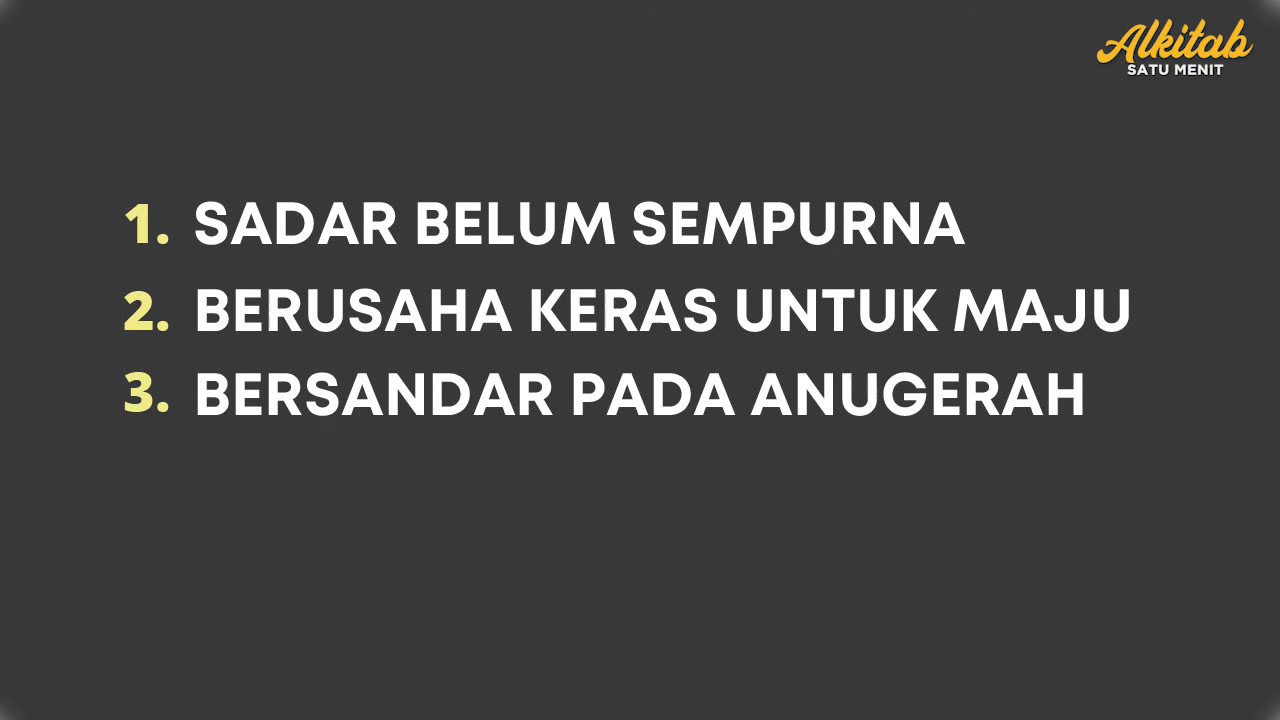 Alkitab
SATU MENIT
1. SADAR BELUM SEMPURNA
2. BERUSAHA KERAS UNTUK MAJU
3. BERSANDAR PADA ANUGERAH